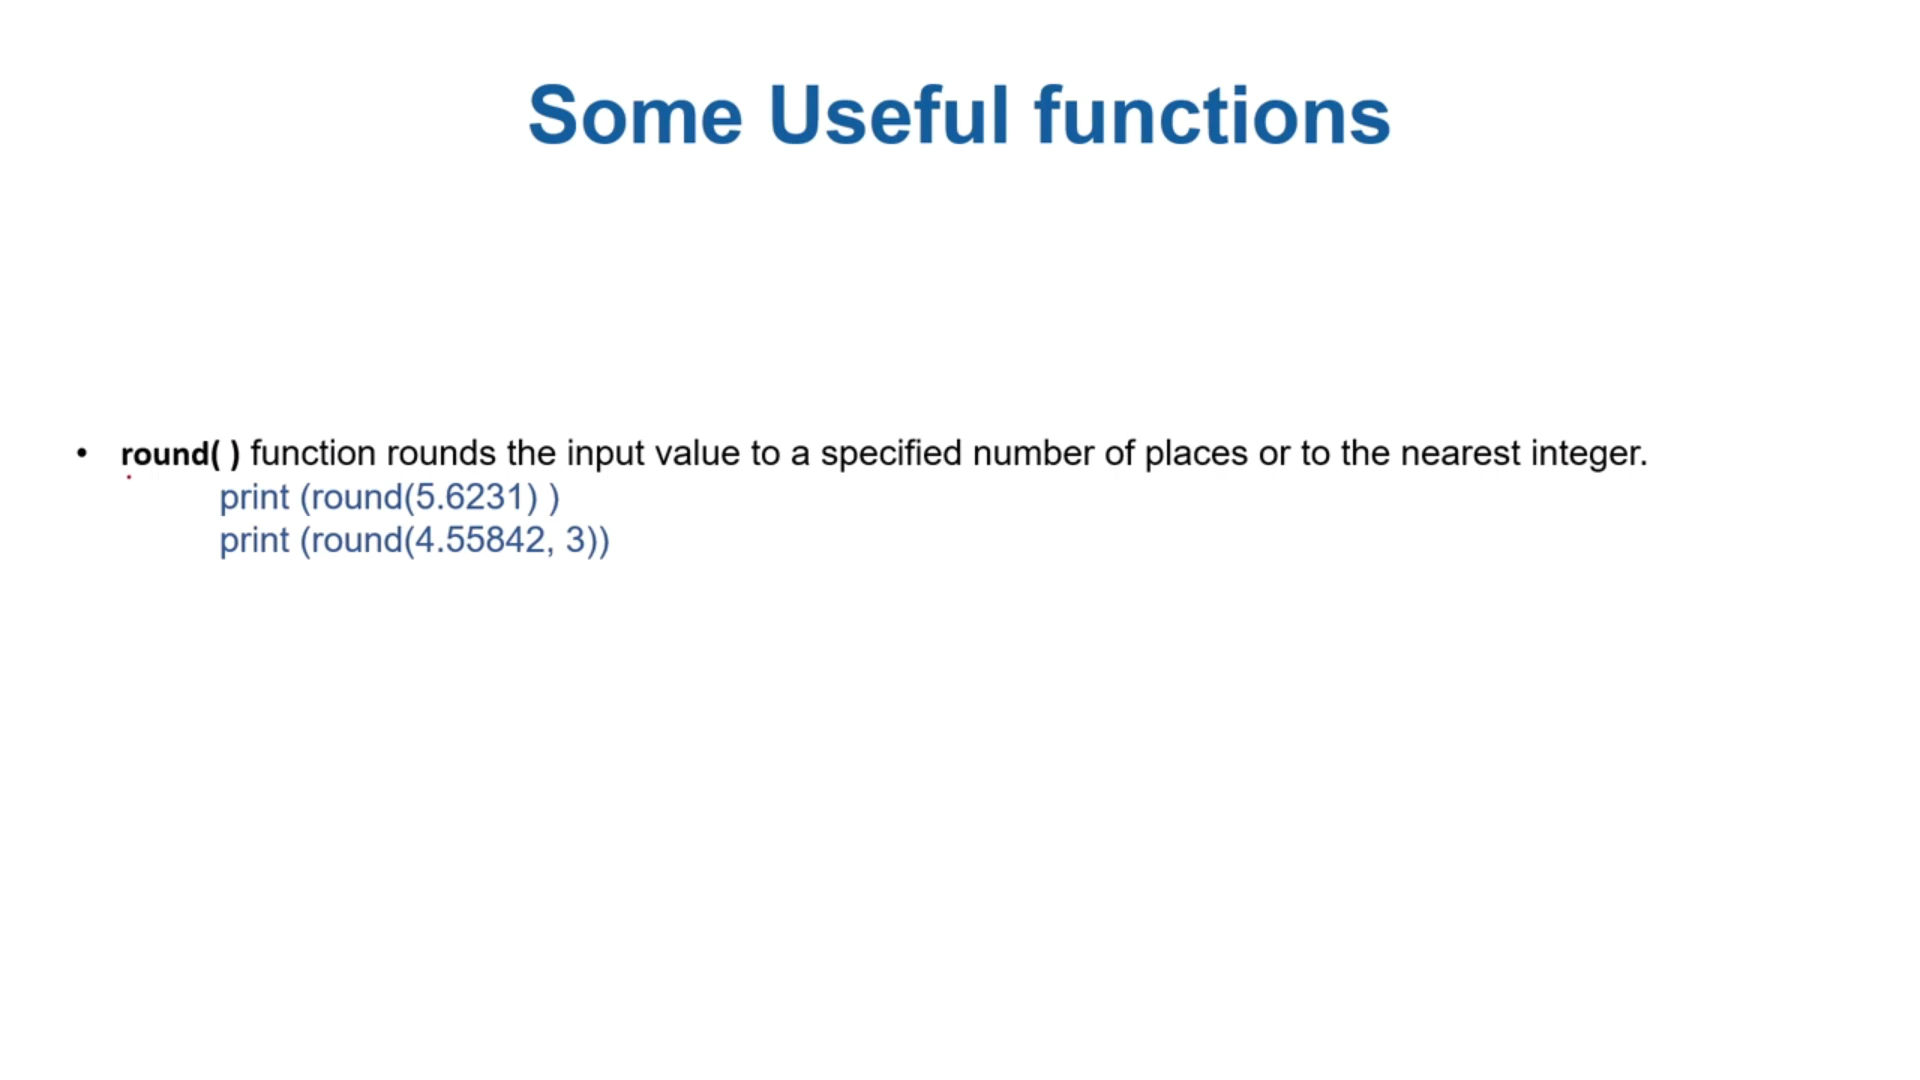 Some Useful functions
• round( ) function rounds the input value to a specified number of places or to the nearest integer.
print (round(5.6231) )
print (round(4.55842, 3))